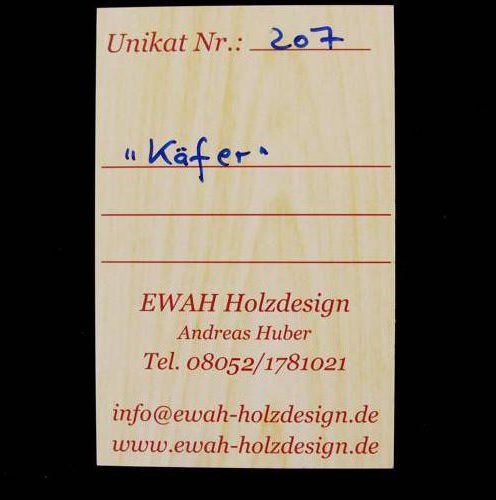 Unikat Nr.: 207
"Käfer"
EWAH Holzdesign
Andreas Huber
Tel. 08052/1781021
info@ewah-holzdesign.de
www.ewah-holzdesign.de